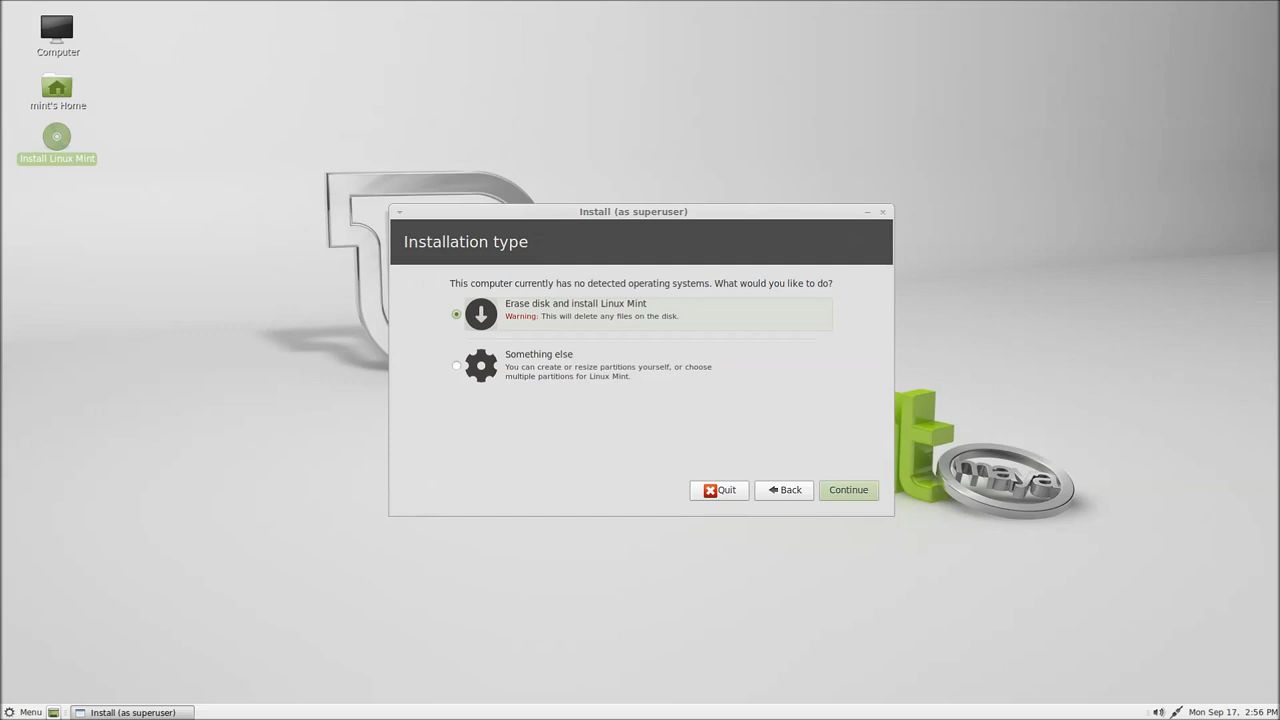 Computer
mint's Home
Install Linux Mint
Install (as superuser)
Installation type
This computer currently has no detected operating systems. What would you like to do?
Erase disk and install Linux Mint
Warning: This will delete any files on the disk.
Something else
You can create or resize partitions yourself, or choose
multiple partitions for Linux Mint.
Quit
Back
Continue
t
maya
Menu
Install (as superuser)
Mon Sep 17, 2:56 PM